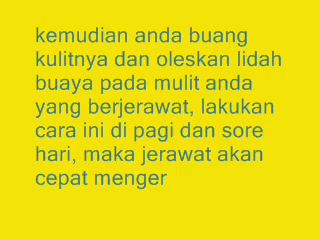 kemudian anda buang
kulitnya dan oleskan lidah
buaya pada mulit anda
yang berjerawat, lakukan
cara ini di pagi dan sore
hari, maka jerawat akan
cepat menger